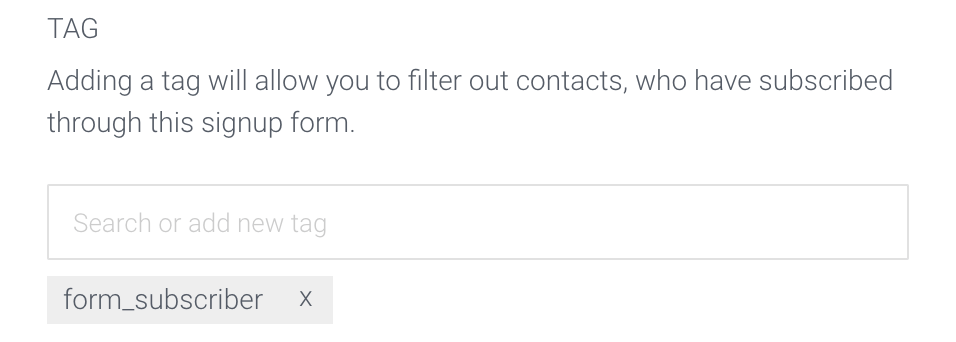 TAG
Adding a tag will allow you to filter out contacts, who have subscribed
through this signup form.
Search or add new tag
form_subscriber X